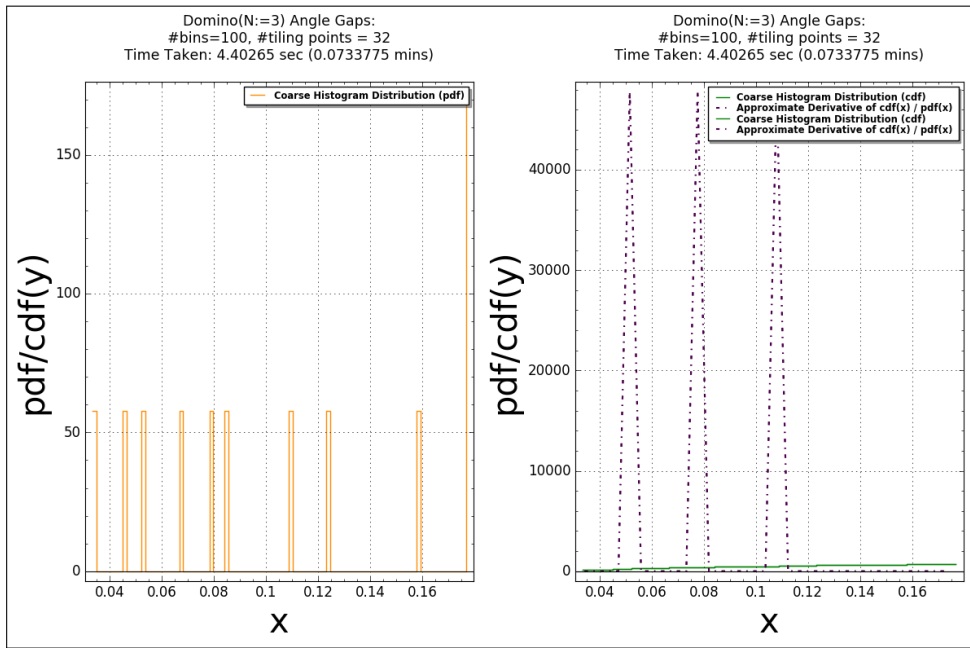 Domino(N:=3) Angle Gaps:
#bins=100, #tiling points = 32
Time Taken: 4.40265 sec (0.0733775 mins)
Coarse Histogram Distribution (pdf)
150
100
50
0
0.04 0.06 0.08 0.10 0.12 0.14 0.16
pdf/cdf(y)
x
Domino(N:=3) Angle Gaps:
#bins=100, #tiling points = 32
Time Taken: 4.40265 sec (0.0733775 mins)
Coarse Histogram Distribution (cdf)
Approximate Derivative of cdf(x) / pdf(x)
Coarse Histogram Distribution (cdf)
Approximate Derivative of cdf(x) / pdf(x)
40000
30000
20000
10000
0
0.04 0.06 0.08 0.10 0.12 0.14 0.16
pdf/cdf(y)
x